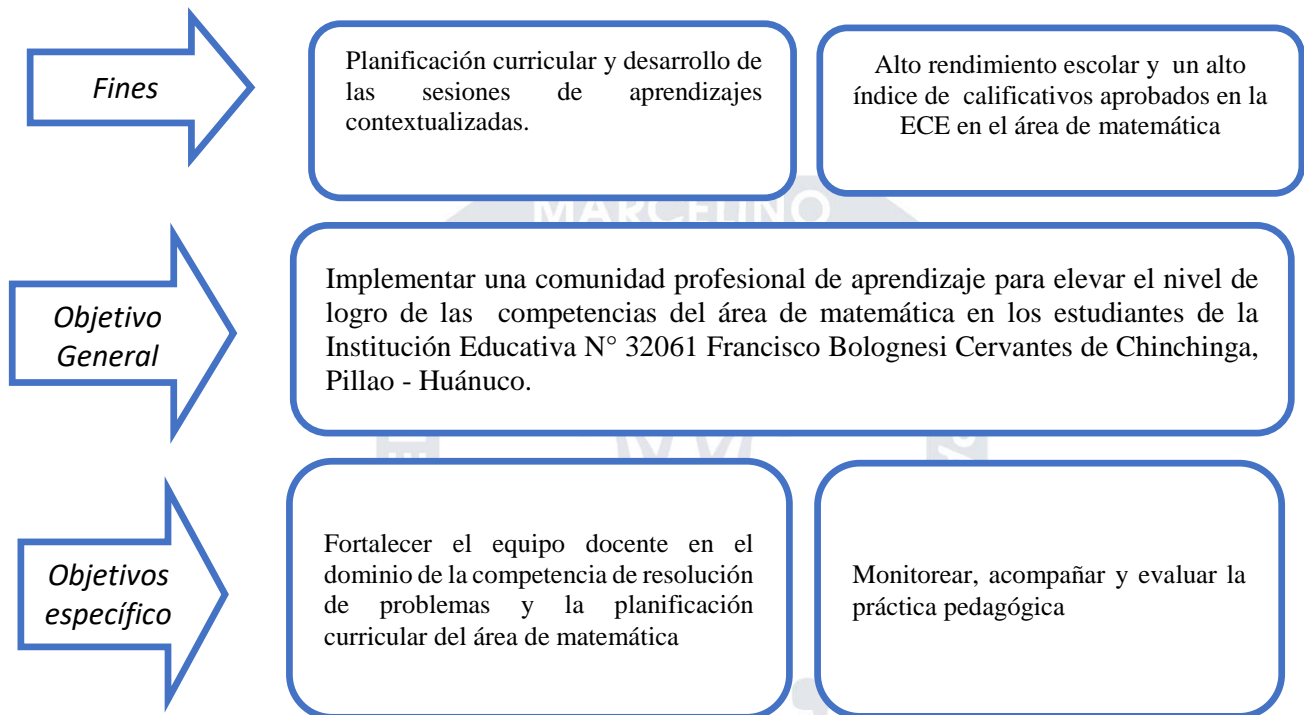 Fines
Planificación curricular y desarrollo de
las sesiones de aprendizajes
contextualizadas.
Alto rendimiento escolar y un alto
índice de calificativos aprobados en la
ECE en el área de matemática
MARCELINO
Objetivo
General
Implementar una comunidad profesional de aprendizaje para elevar el nivel de
logro de las competencias del área de matemática en los estudiantes de la
Institución Educativa N° 32061 Francisco Bolognesi Cervantes de Chinchinga,
Pillao - Huánuco.
Objetivos
específico
Fortalecer el equipo docente en el
dominio de la competencia de resolución
de problemas y la planificación
curricular del área de matemática
Monitorear, acompañar y evaluar la
práctica pedagógica